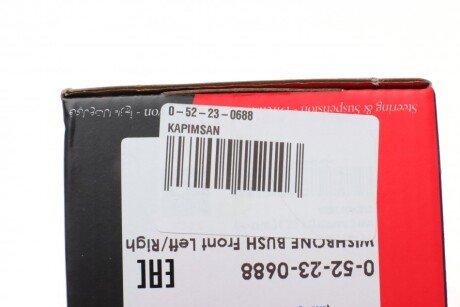 Steering & Suspension
0-52-23-0688
KAPIMSAN
WISHBONE BUSH Front Left/Righ
0-52-23-0688
EAC